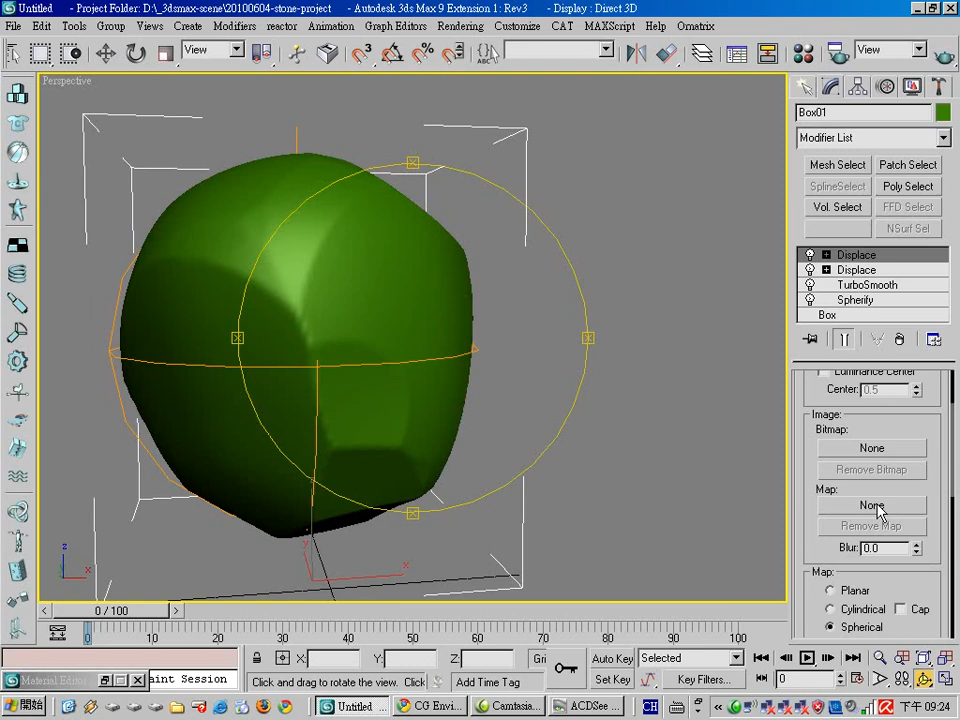 Untitled - Project Folder: D:\_3dsmax-scene\20100604-stone-project - Autodesk 3ds Max 9 Extension 1: Rev3 - Display : Direct 3D
File Edit Tools Group Views Create Modifiers reactor Animation Graph Editors Rendering Customize CAT MAXScript Help Omatrix
View
ABC
View
Perspective
Box01
Modifier List
Mesh Select Patch Select
SplineSelect Poly Select
Vol. Select FFD Select
NSurf Sel
Displace
Displace
TurboSmooth
Spherify
Box
Luminance Center
Center: 0.5
Image:
Bitmap:
None
Remove Bitmap
Map:
None
Remove Map
Blur: 0.0
Map:
Planar
Cylindrical Cap
Spherical
z
x
y
x
0 / 100
0 10 20 30 40 50 60 70 80 90 100
X: Y: Z: Gri Auto Key Selected
Material Edit aint Session Click and drag to rotate the view. Click Add Time Tag Set Key Key Filters... 0
開始 Untitled ... CG Envi... Camtasia... ACDSee ... CH 下午 09:24